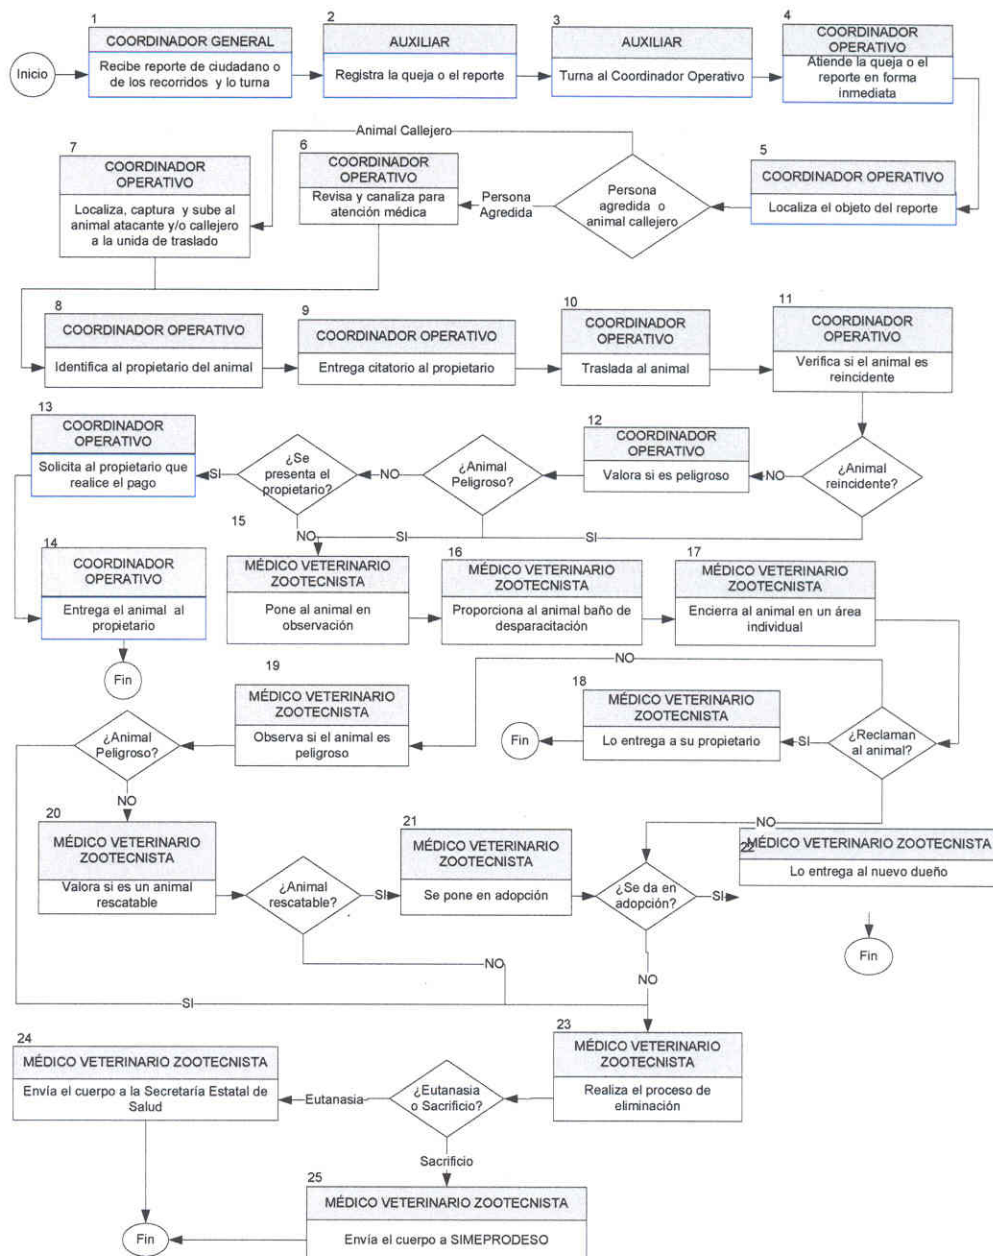 1
COORDINADOR GENERAL
Recibe reporte de ciudadano o
de los recorridos y lo turna
2
AUXILIAR
Registra la queja o el reporte
3
AUXILIAR
Turna al Coordinador Operativo
4
COORDINADOR
OPERATIVO
Atiende la queja o el
reporte en forma
inmediata
Inicio
Animal Callejero
7
COORDINADOR
OPERATIVO
Localiza, captura y sube al
animal atacante y/o callejero
a la unida de traslado
6
COORDINADOR
OPERATIVO
Revisa y canaliza para
atención médica
Persona
Agredida
Persona
agredida o
animal callejero
5
COORDINADOR OPERATIVO
Localiza el objeto del reporte
8
COORDINADOR OPERATIVO
Identifica al propietario del animal
9
COORDINADOR OPERATIVO
Entrega citatorio al propietario
10
COORDINADOR
OPERATIVO
Traslada al animal
11
COORDINADOR
OPERATIVO
Verifica si el animal es
reincidente
13
COORDINADOR
OPERATIVO
Solicita al propietario que
realice el pago
SI
¿Se
presenta el
propietario?
NO
¿Animal
Peligroso?
12
COORDINADOR
OPERATIVO
Valora si es peligroso
NO
¿Animal
reincidente?
NO
SI
SI
14
COORDINADOR
OPERATIVO
Entrega el animal al
propietario
15
MÉDICO VETERINARIO
ZOOTECNISTA
Pone al animal en
observación
16
MÉDICO VETERINARIO
ZOOTECNISTA
Proporciona al animal baño de
desparacitación
17
MÉDICO VETERINARIO
ZOOTECNISTA
Encierra al animal en un área
individual
Fin
NO
¿Animal
Peligroso?
19
MÉDICO VETERINARIO
ZOOTECNISTA
Observa si el animal es
peligroso
Fin
18
MÉDICO VETERINARIO
ZOOTECNISTA
Lo entrega a su propietario
SI
¿Reclaman
al animal?
NO
NO
20
MÉDICO VETERINARIO
ZOOTECNISTA
Valora si es un animal
rescatable
¿Animal
rescatable?
SI
21
MÉDICO VETERINARIO
ZOOTECNISTA
Se pone en adopción
¿Se da en
adopción?
SI
22
MÉDICO VETERINARIO ZOOTECNISTA
Lo entrega al nuevo dueño
Fin
NO
NO
SI
24
MÉDICO VETERINARIO ZOOTECNISTA
Envía el cuerpo a la Secretaría Estatal de
Salud
Eutanasia
¿Eutanasia
o Sacrificio?
23
MÉDICO VETERINARIO
ZOOTECNISTA
Realiza el proceso de
eliminación
Sacrificio
25
MÉDICO VETERINARIO ZOOTECNISTA
Envía el cuerpo a SIMEPRODESO
Fin